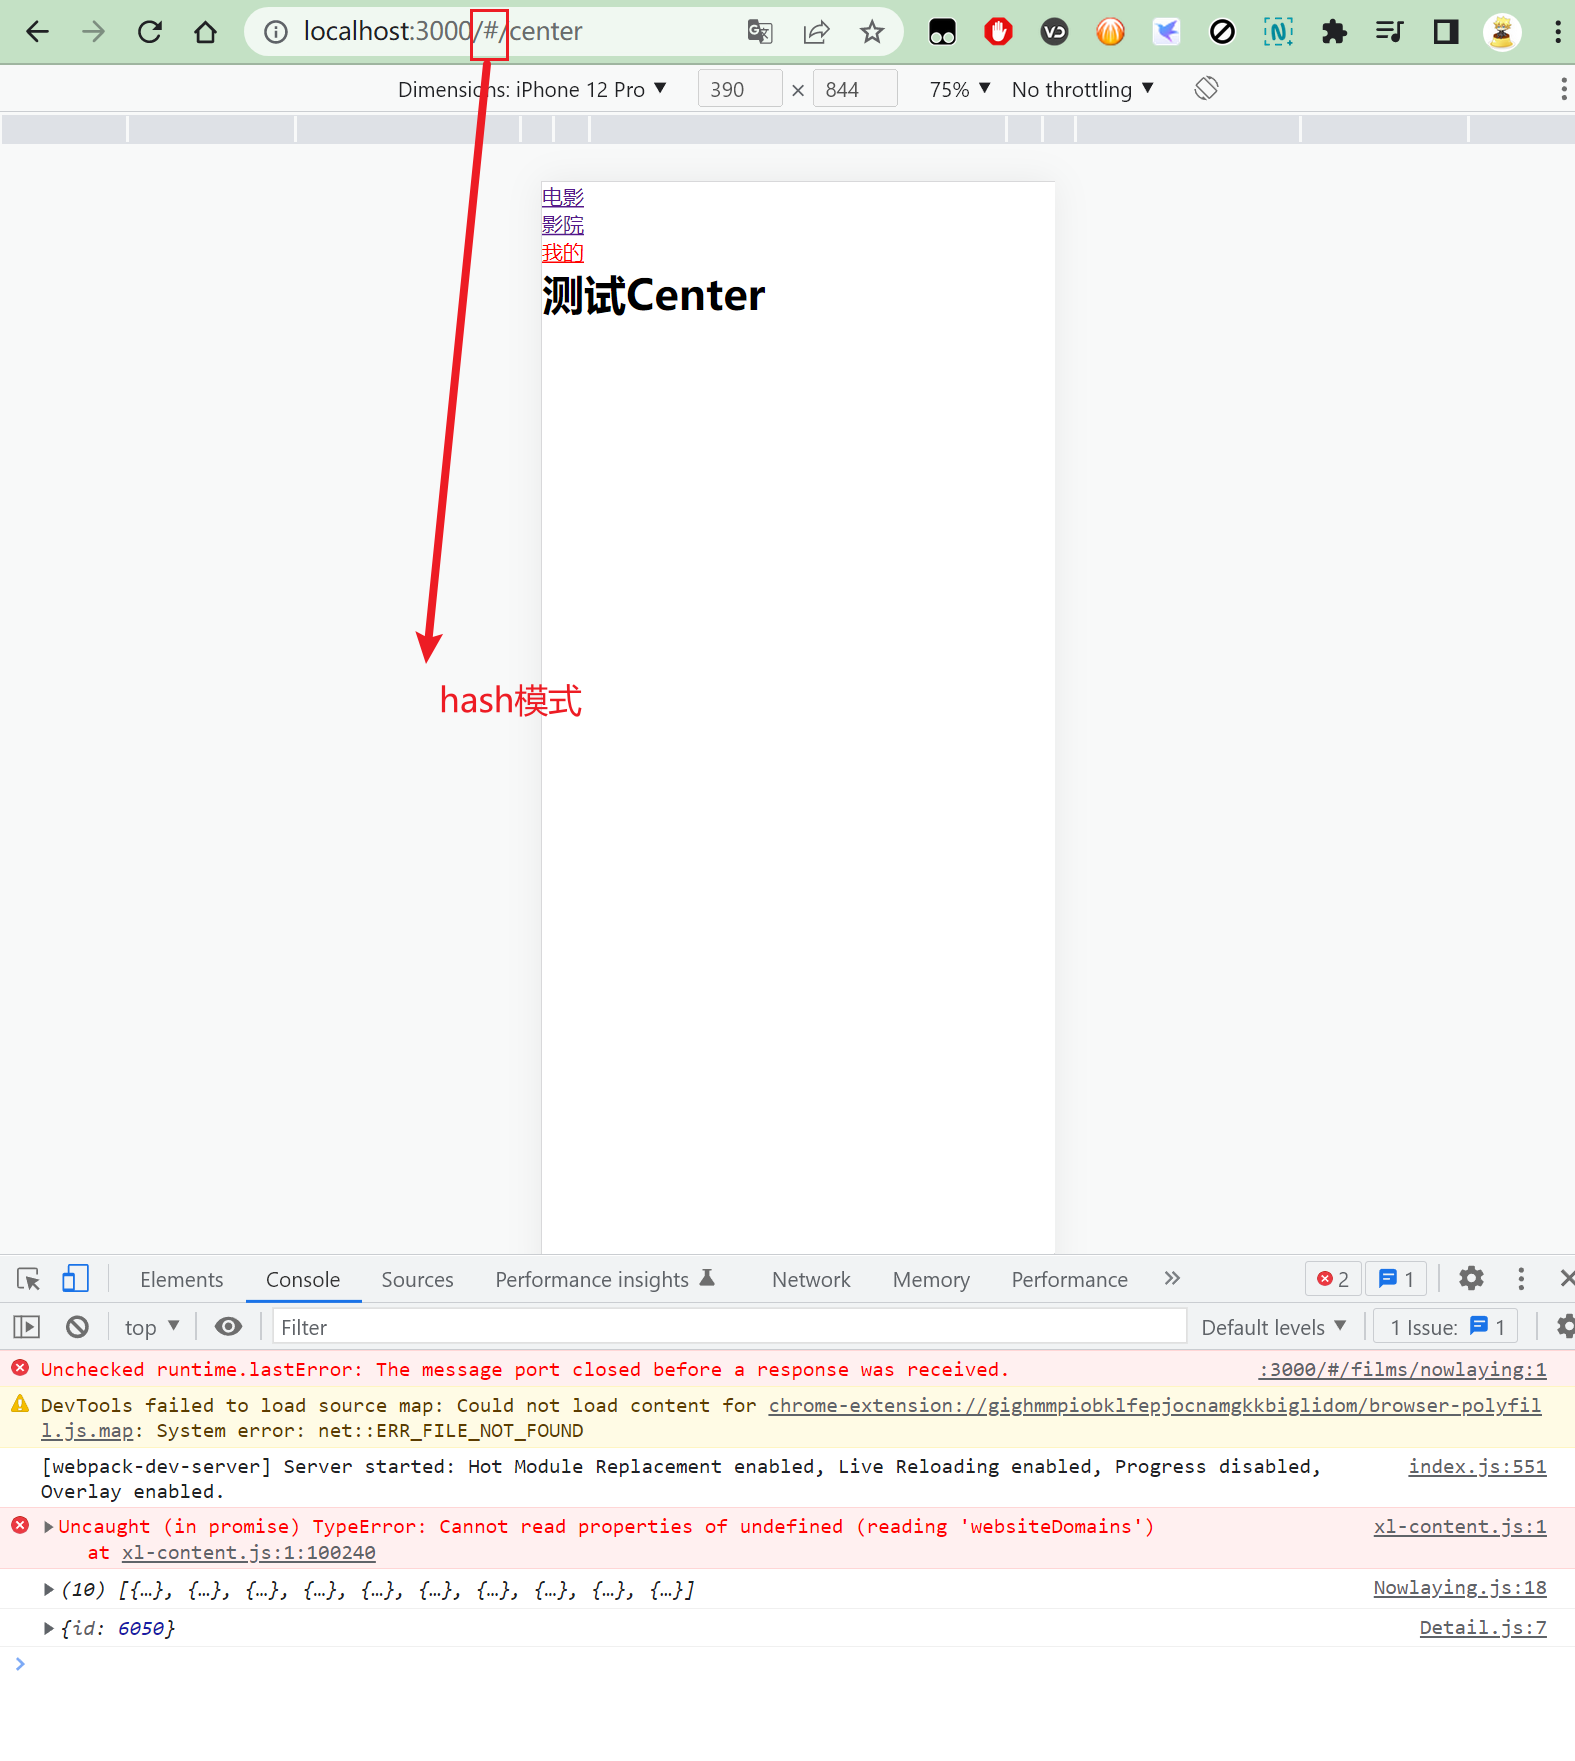 localhost:3000/#/center
Dimensions: iPhone 12 Pro ▼ 390 × 844 75% ▼ No throttling ▼
电影
影院
我的
测试Center
hash模式
Elements Console Sources Performance insights Network Memory Performance » 2 1
top ▼ Filter Default levels ▼ 1 Issue: 1
Unchecked runtime.lastError: The message port closed before a response was received. :3000/#/films/nowlaying:1
DevTools failed to load source map: Could not load content for chrome-extension://gighmmpiobklfepjocnamgkkbiglidom/browser-polyfil
l.js.map: System error: net::ERR_FILE_NOT_FOUND
[webpack-dev-server] Server started: Hot Module Replacement enabled, Live Reloading enabled, Progress disabled, index.js:551
Overlay enabled.
Uncaught (in promise) TypeError: Cannot read properties of undefined (reading 'websiteDomains') xl-content.js:1
at xl-content.js:1:100240
(10) [{…}, {…}, {…}, {…}, {…}, {…}, {…}, {…}, {…}, {…}] Nowlaying.js:18
{id: 6050} Detail.js:7